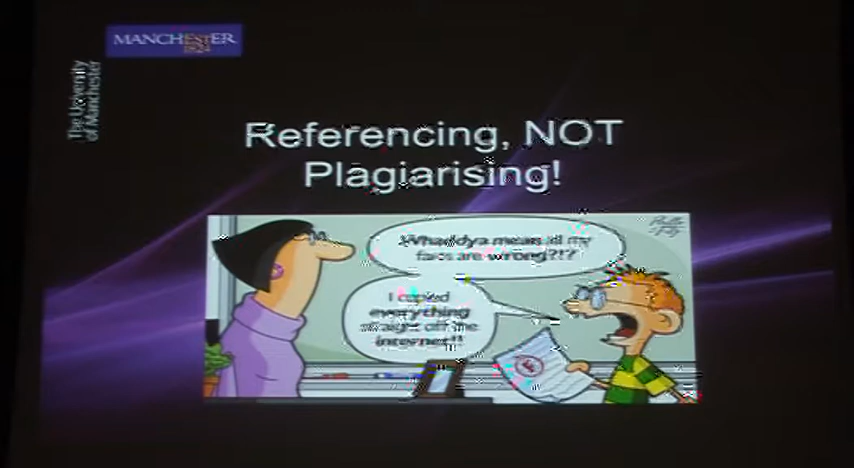 MANCHESTER
1824
The University
of Manchester
Referencing, NOT
Plagiarising!
Whaddya mean all my
facts are wrong?!?
I copied
everything
straight off the
internet!!